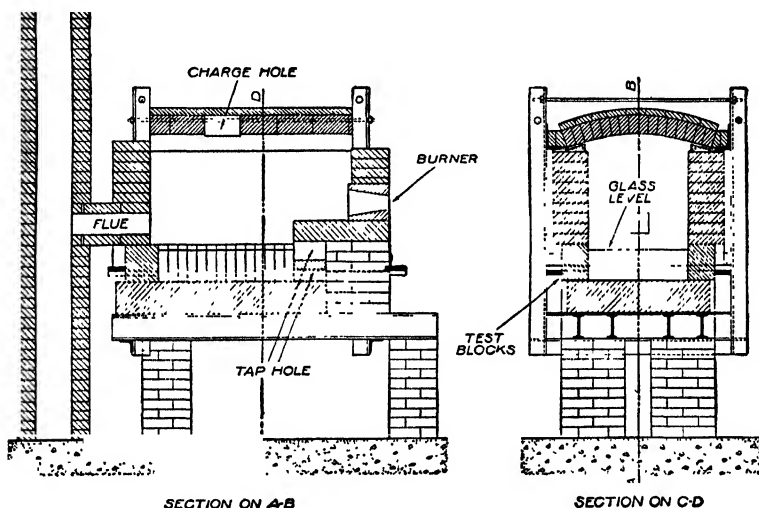 CHARGE HOLE
D
BURNER
FLUE
TAP HOLE
SECTION ON A-B
B
GLASS
LEVEL
TEST
BLOCKS
SECTION ON C-D